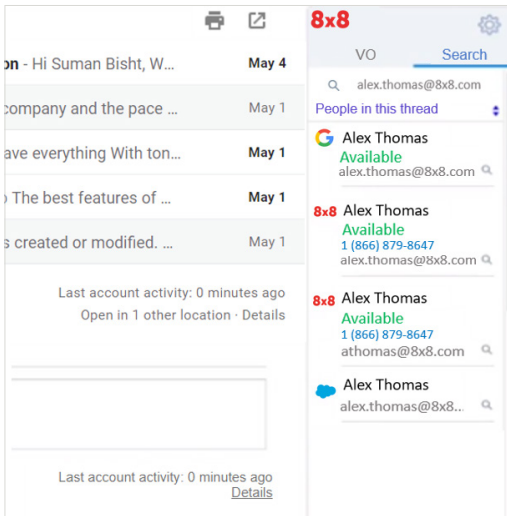 on - Hi Suman Bisht, W... May 4
company and the pace ... May 1
ave everything With ton... May 1
The best features of ... May 1
s created or modified. ... May 1
Last account activity: 0 minutes ago
Open in 1 other location · Details
Last account activity: 0 minutes ago
Details
8x8
VO Search
alex.thomas@8x8.com
People in this thread
Alex Thomas
Available
alex.thomas@8x8.com
8x8 Alex Thomas
Available
1 (866) 879-8647
alex.thomas@8x8.com
8x8 Alex Thomas
Available
1 (866) 879-8647
athomas@8x8.com
Alex Thomas
alex.thomas@8x8..